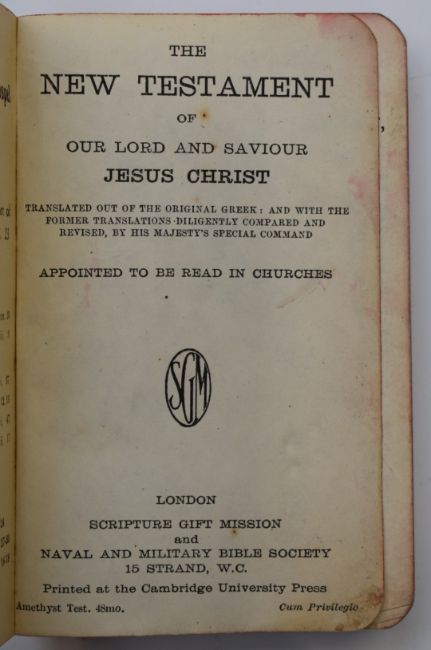 THE
NEW TESTAMENT
OF
OUR LORD AND SAVIOUR
JESUS CHRIST
TRANSLATED OUT OF THE ORIGINAL GREEK: AND WITH THE
FORMER TRANSLATIONS DILIGENTLY COMPARED AND
REVISED, BY HIS MAJESTY'S SPECIAL COMMAND
APPOINTED TO BE READ IN CHURCHES
SGM
LONDON
SCRIPTURE GIFT MISSION
and
NAVAL AND MILITARY BIBLE SOCIETY
15 STRAND, W.C.
Printed at the Cambridge University Press
Amethyst Test. 48mo. Cum Privilegio